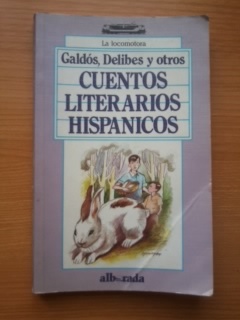 La locomotora
Galdós, Delibes y otros
CUENTOS
LITERARIOS
HISPANICOS
alborada